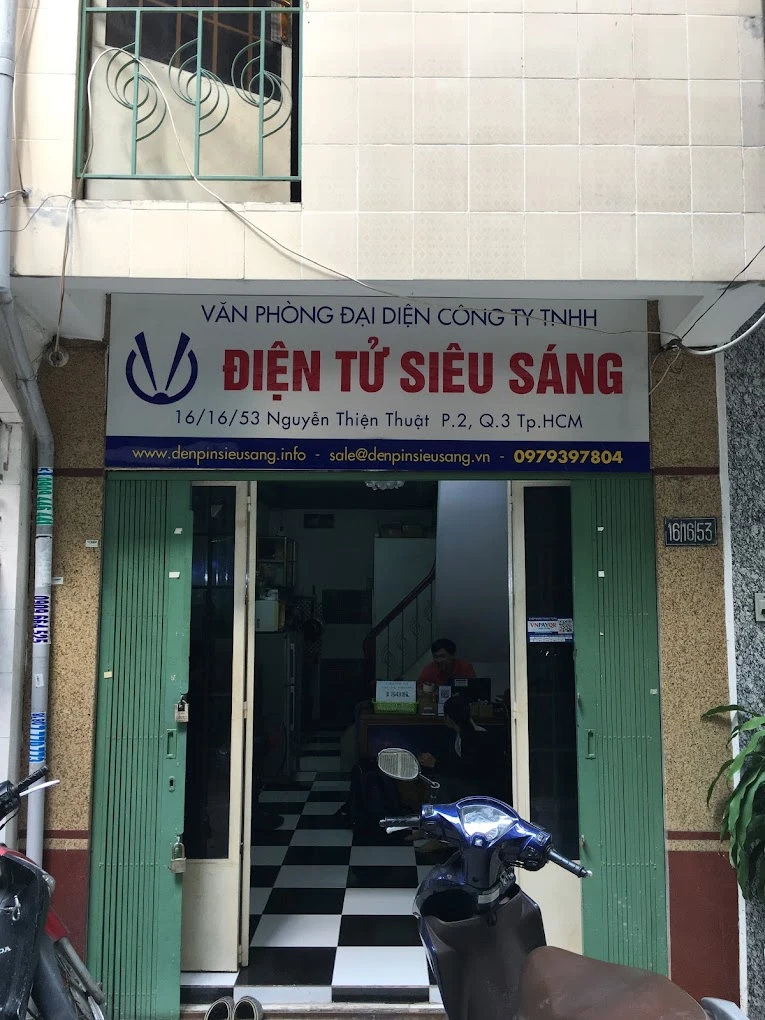 VĂN PHÒNG ĐẠI DIỆN CÔNG TY TNHH
ĐIỆN TỬ SIÊU SÁNG
16/16/53 Nguyễn Thiện Thuật P.2, Q.3 Tp.HCM
www.denpinsieusang.info - sale@denpinsieusang.vn - 0979397804
16/16/53
VNPAYQR